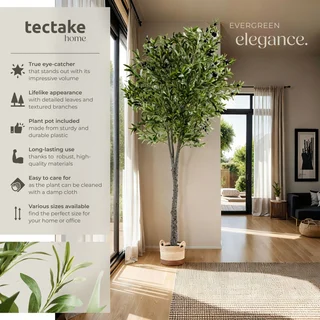 tectake
home
True eye-catcher
that stands out with its
impressive volume
Lifelike appearance
with detailed leaves and
textured branches
Plant pot included
made from sturdy and
durable plastic
Long-lasting use
thanks to robust, high-
quality materials
Easy to care for
as the plant can be cleaned
with a damp cloth
Various sizes available
find the perfect size for
your home or office
EVERGREEN
elegance.